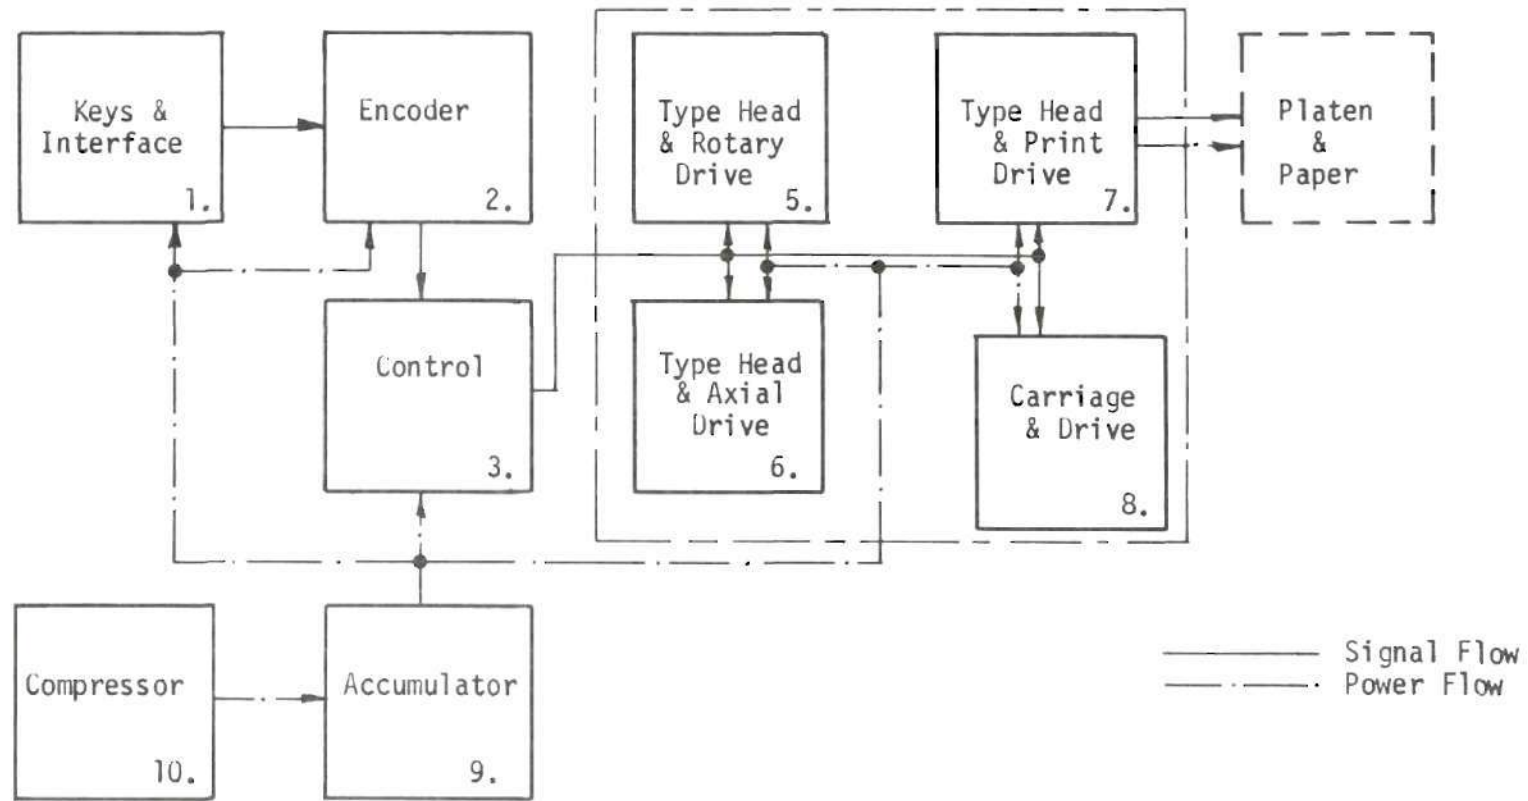 Keys &
Interface
1.
Encoder
2.
Type Head
& Rotary
Drive
5.
Type Head
& Print
Drive
7.
Platen
&
Paper
Control
3.
Type Head
& Axial
Drive
6.
Carriage
& Drive
8.
Compressor
10.
Accumulator
9.
Signal Flow
Power Flow